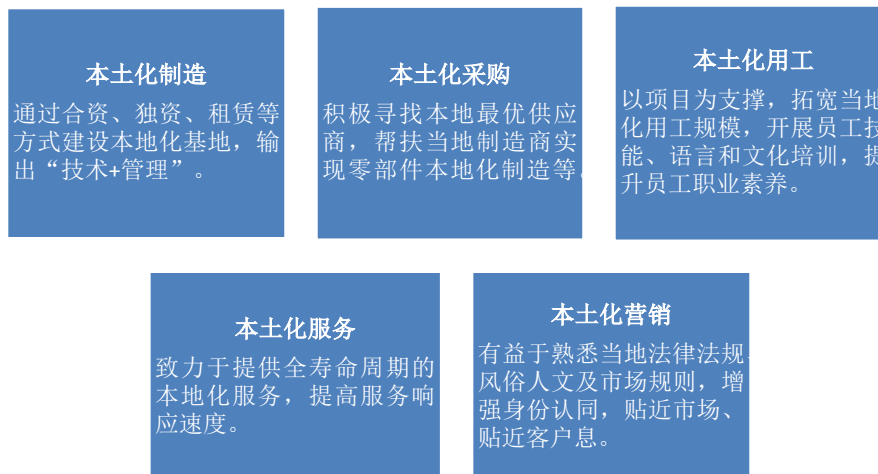 本土化制造
通过合资、独资、租赁等
方式建设本地化基地，输
出“技术+管理”。
本土化采购
积极寻找本地最优供应
商，帮扶当地制造商实
现零部件本地化制造等。
本土化用工
以项目为支撑，拓宽当地
化用工规模，开展员工技
能、语言和文化培训，提
升员工职业素养。
本土化服务
致力于提供全寿命周期的
本地化服务，提高服务响
应速度。
本土化营销
有益于熟悉当地法律法规、
风俗人文及市场规则，增
强身份认同，贴近市场、
贴近客户息。